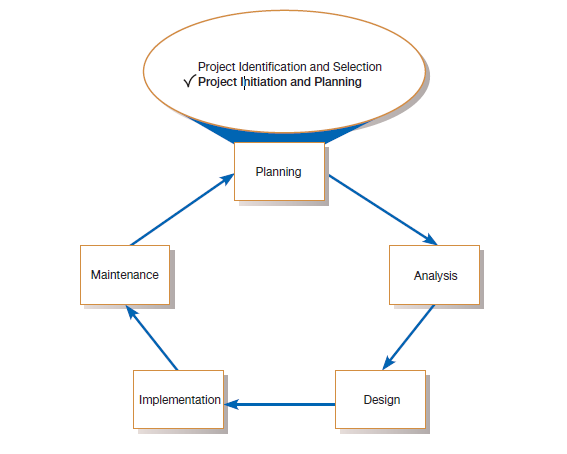 Project Identification and Selection
✓Project Initiation and Planning
Planning
Maintenance
Analysis
Implementation
Design